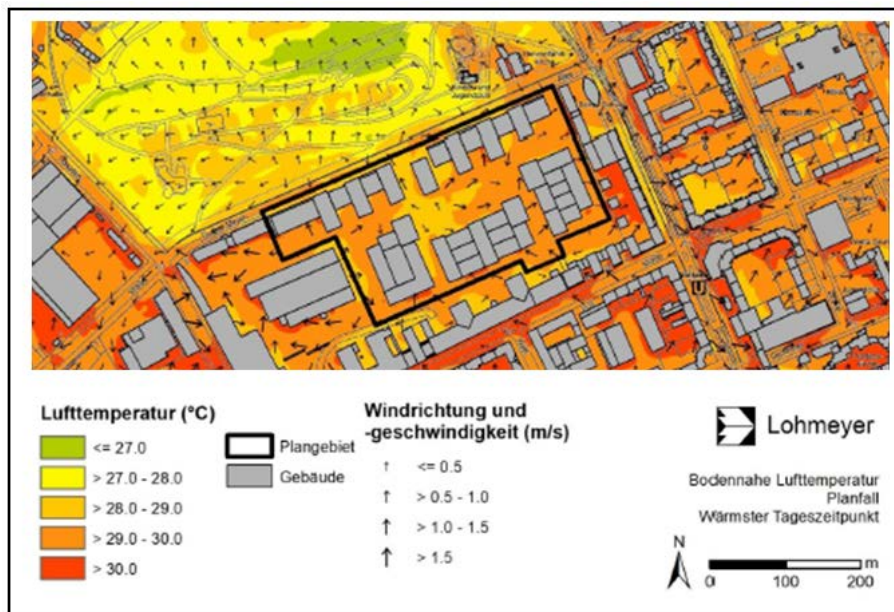 U
Lufttemperatur (°C)
<= 27.0
> 27.0 - 28.0
> 28.0 - 29.0
> 29.0 - 30.0
> 30.0
Plangebiet
Gebäude
Windrichtung und
-geschwindigkeit (m/s)
<= 0.5
> 0.5 - 1.0
> 1.0 - 1.5
> 1.5
Lohmeyer
Bodennahe Lufttemperatur
Planfall
Wärmster Tageszeitpunkt
N
m
0 100 200